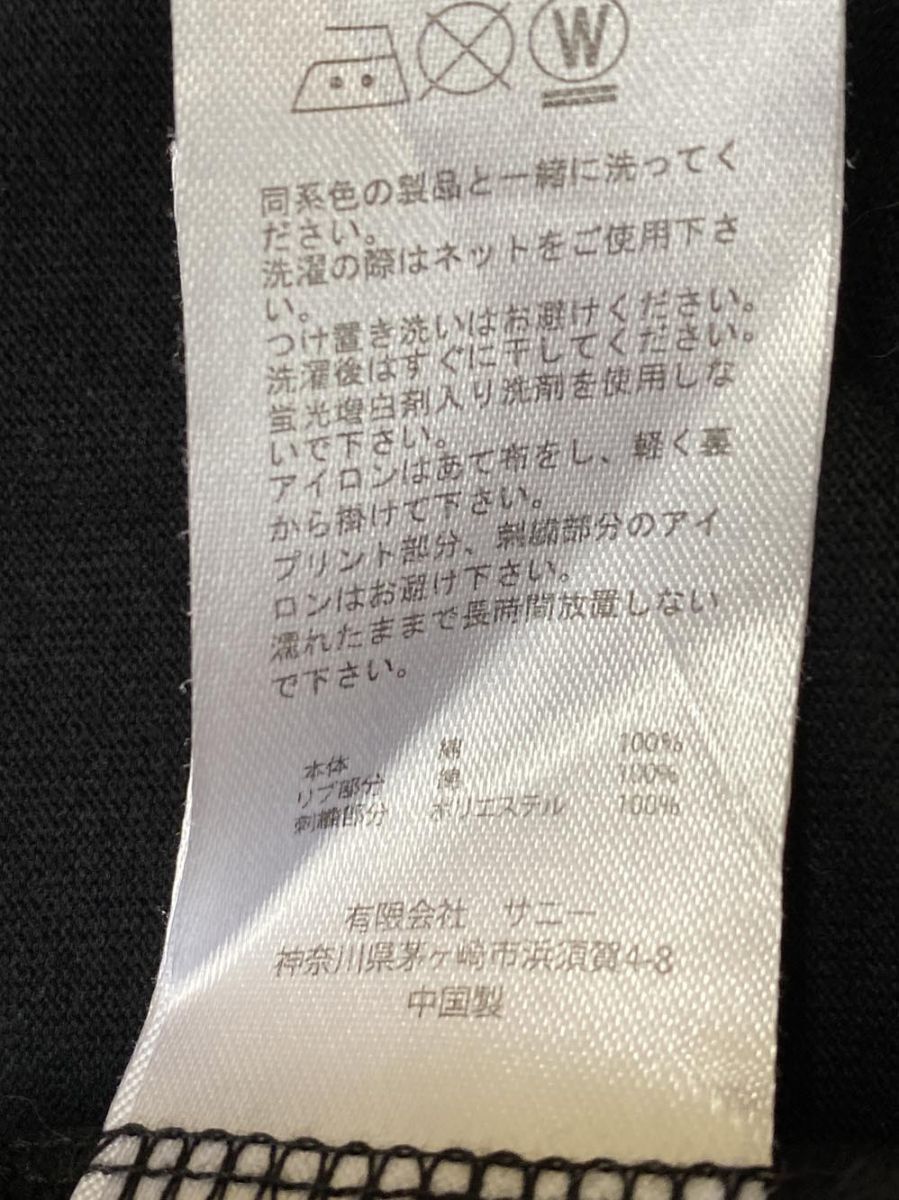 W
同系色の製品と一緒に洗ってく
ださい。
洗濯の際はネットをご使用下さ
い。
つけ置き洗いはお避けください。
洗濯後はすぐに干してください。
蛍光増白剤入り洗剤を使用しな
いで下さい。
アイロンはあて布をし、軽く裏
から掛けて下さい。
プリント部分、刺繍部分のアイ
ロンはお避け下さい。
濡れたままで長時間放置しない
で下さい。
本体 綿 100%
リブ部分 綿 100%
刺繍部分 ポリエステル 100%
有限会社 サニー
神奈川県茅ヶ崎市浜須賀4-8
中国製